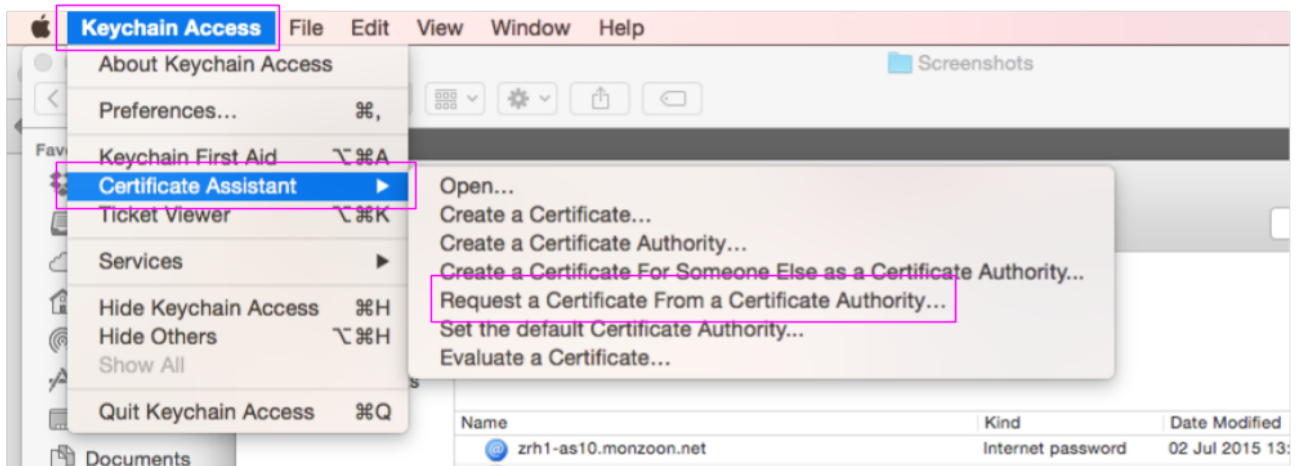 Keychain Access File Edit View Window Help
About Keychain Access
Screenshots
Preferences... ⌘,
Keychain First Aid ⌥⌘A
Certificate Assistant ▶
Open...
Ticket Viewer ⌥⌘K
Create a Certificate...
Create a Certificate Authority...
Services ▶
Create a Certificate For Someone Else as a Certificate Authority...
Hide Keychain Access ⌘H
Request a Certificate From a Certificate Authority...
Hide Others ⌥⌘H
Set the default Certificate Authority...
Show All
Evaluate a Certificate...
Quit Keychain Access ⌘Q
Name Kind Date Modified
zrh1-as10.monzoon.net Internet password 02 Jul 2015 13:
Documents